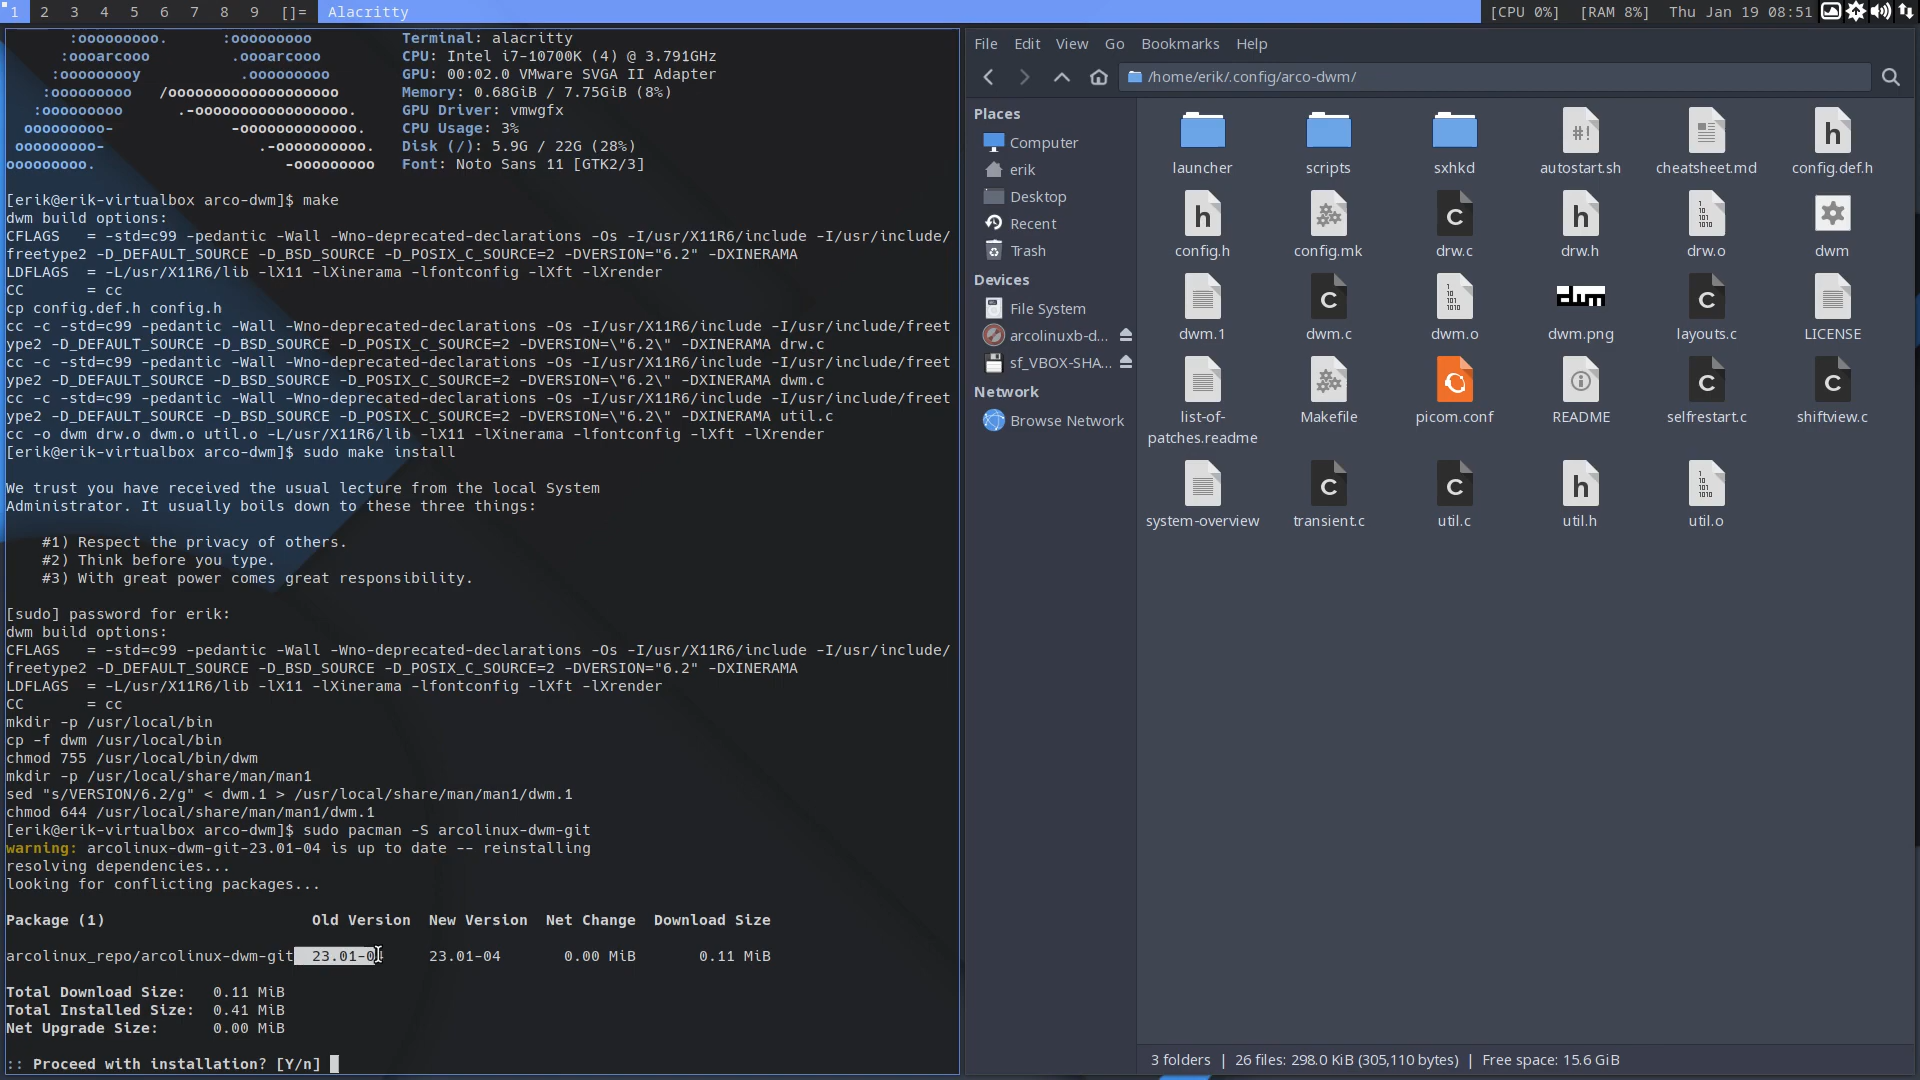 1 2 3 4 5 6 7 8 9 []= Alacritty [CPU 0%] [RAM 8%] Thu Jan 19 08:51
:ooooooooo. :ooooooooo Terminal: alacritty
:oooarcooo .oooarcooo CPU: Intel i7-10700K (4) @ 3.791GHz
:ooooooooy .ooooooooo GPU: 00:02.0 VMware SVGA II Adapter
:ooooooooo /ooooooooooooooooooo Memory: 0.68GiB / 7.75GiB (8%)
:ooooooooo .-ooooooooooooooooo. GPU Driver: vmwgfx
ooooooooo- -ooooooooooooo. CPU Usage: 3%
ooooooooo- .-oooooooooo. Disk (/): 5.9G / 22G (28%)
ooooooooo. -ooooooooo Font: Noto Sans 11 [GTK2/3]
[erik@erik-virtualbox arco-dwm]$ make
dwm build options:
CFLAGS   = -std=c99 -pedantic -Wall -Wno-deprecated-declarations -Os -I/usr/X11R6/include -I/usr/include/
freetype2 -D_DEFAULT_SOURCE -D_BSD_SOURCE -D_POSIX_C_SOURCE=2 -DVERSION="6.2" -DXINERAMA
LDFLAGS  = -L/usr/X11R6/lib -lX11 -lXinerama -lfontconfig -lXft -lXrender
CC       = cc
cp config.def.h config.h
cc -c -std=c99 -pedantic -Wall -Wno-deprecated-declarations -Os -I/usr/X11R6/include -I/usr/include/freet
ype2 -D_DEFAULT_SOURCE -D_BSD_SOURCE -D_POSIX_C_SOURCE=2 -DVERSION=\"6.2\" -DXINERAMA drw.c
cc -c -std=c99 -pedantic -Wall -Wno-deprecated-declarations -Os -I/usr/X11R6/include -I/usr/include/freet
ype2 -D_DEFAULT_SOURCE -D_BSD_SOURCE -D_POSIX_C_SOURCE=2 -DVERSION=\"6.2\" -DXINERAMA dwm.c
cc -c -std=c99 -pedantic -Wall -Wno-deprecated-declarations -Os -I/usr/X11R6/include -I/usr/include/freet
ype2 -D_DEFAULT_SOURCE -D_BSD_SOURCE -D_POSIX_C_SOURCE=2 -DVERSION=\"6.2\" -DXINERAMA util.c
cc -o dwm drw.o dwm.o util.o -L/usr/X11R6/lib -lX11 -lXinerama -lfontconfig -lXft -lXrender
[erik@erik-virtualbox arco-dwm]$ sudo make install
We trust you have received the usual lecture from the local System
Administrator. It usually boils down to these three things:
#1) Respect the privacy of others.
#2) Think before you type.
#3) With great power comes great responsibility.
[sudo] password for erik:
dwm build options:
CFLAGS   = -std=c99 -pedantic -Wall -Wno-deprecated-declarations -Os -I/usr/X11R6/include -I/usr/include/
freetype2 -D_DEFAULT_SOURCE -D_BSD_SOURCE -D_POSIX_C_SOURCE=2 -DVERSION="6.2" -DXINERAMA
LDFLAGS  = -L/usr/X11R6/lib -lX11 -lXinerama -lfontconfig -lXft -lXrender
CC       = cc
mkdir -p /usr/local/bin
cp -f dwm /usr/local/bin
chmod 755 /usr/local/bin/dwm
mkdir -p /usr/local/share/man/man1
sed "s/VERSION/6.2/g" < dwm.1 > /usr/local/share/man/man1/dwm.1
chmod 644 /usr/local/share/man/man1/dwm.1
[erik@erik-virtualbox arco-dwm]$ sudo pacman -S arcolinux-dwm-git
warning: arcolinux-dwm-git-23.01-04 is up to date -- reinstalling
resolving dependencies...
looking for conflicting packages...
Package (1) Old Version New Version Net Change Download Size
arcolinux_repo/arcolinux-dwm-git 23.01-04 23.01-04 0.00 MiB 0.11 MiB
Total Download Size: 0.11 MiB
Total Installed Size: 0.41 MiB
Net Upgrade Size: 0.00 MiB
:: Proceed with installation? [Y/n]
File Edit View Go Bookmarks Help
/home/erik/.config/arco-dwm/
Places
Computer
erik
Desktop
Recent
Trash
Devices
File System
arcolinuxb-d...
sf_VBOX-SHA...
Network
Browse Network
launcher scripts sxhkd autostart.sh cheatsheet.md config.def.h
config.h config.mk drw.c drw.h drw.o dwm
dwm.1 dwm.c dwm.o dwm.png layouts.c LICENSE
list-of-patches.readme Makefile picom.conf README selfrestart.c shiftview.c
system-overview transient.c util.c util.h util.o
3 folders | 26 files: 298.0 KiB (305,110 bytes) | Free space: 15.6 GiB